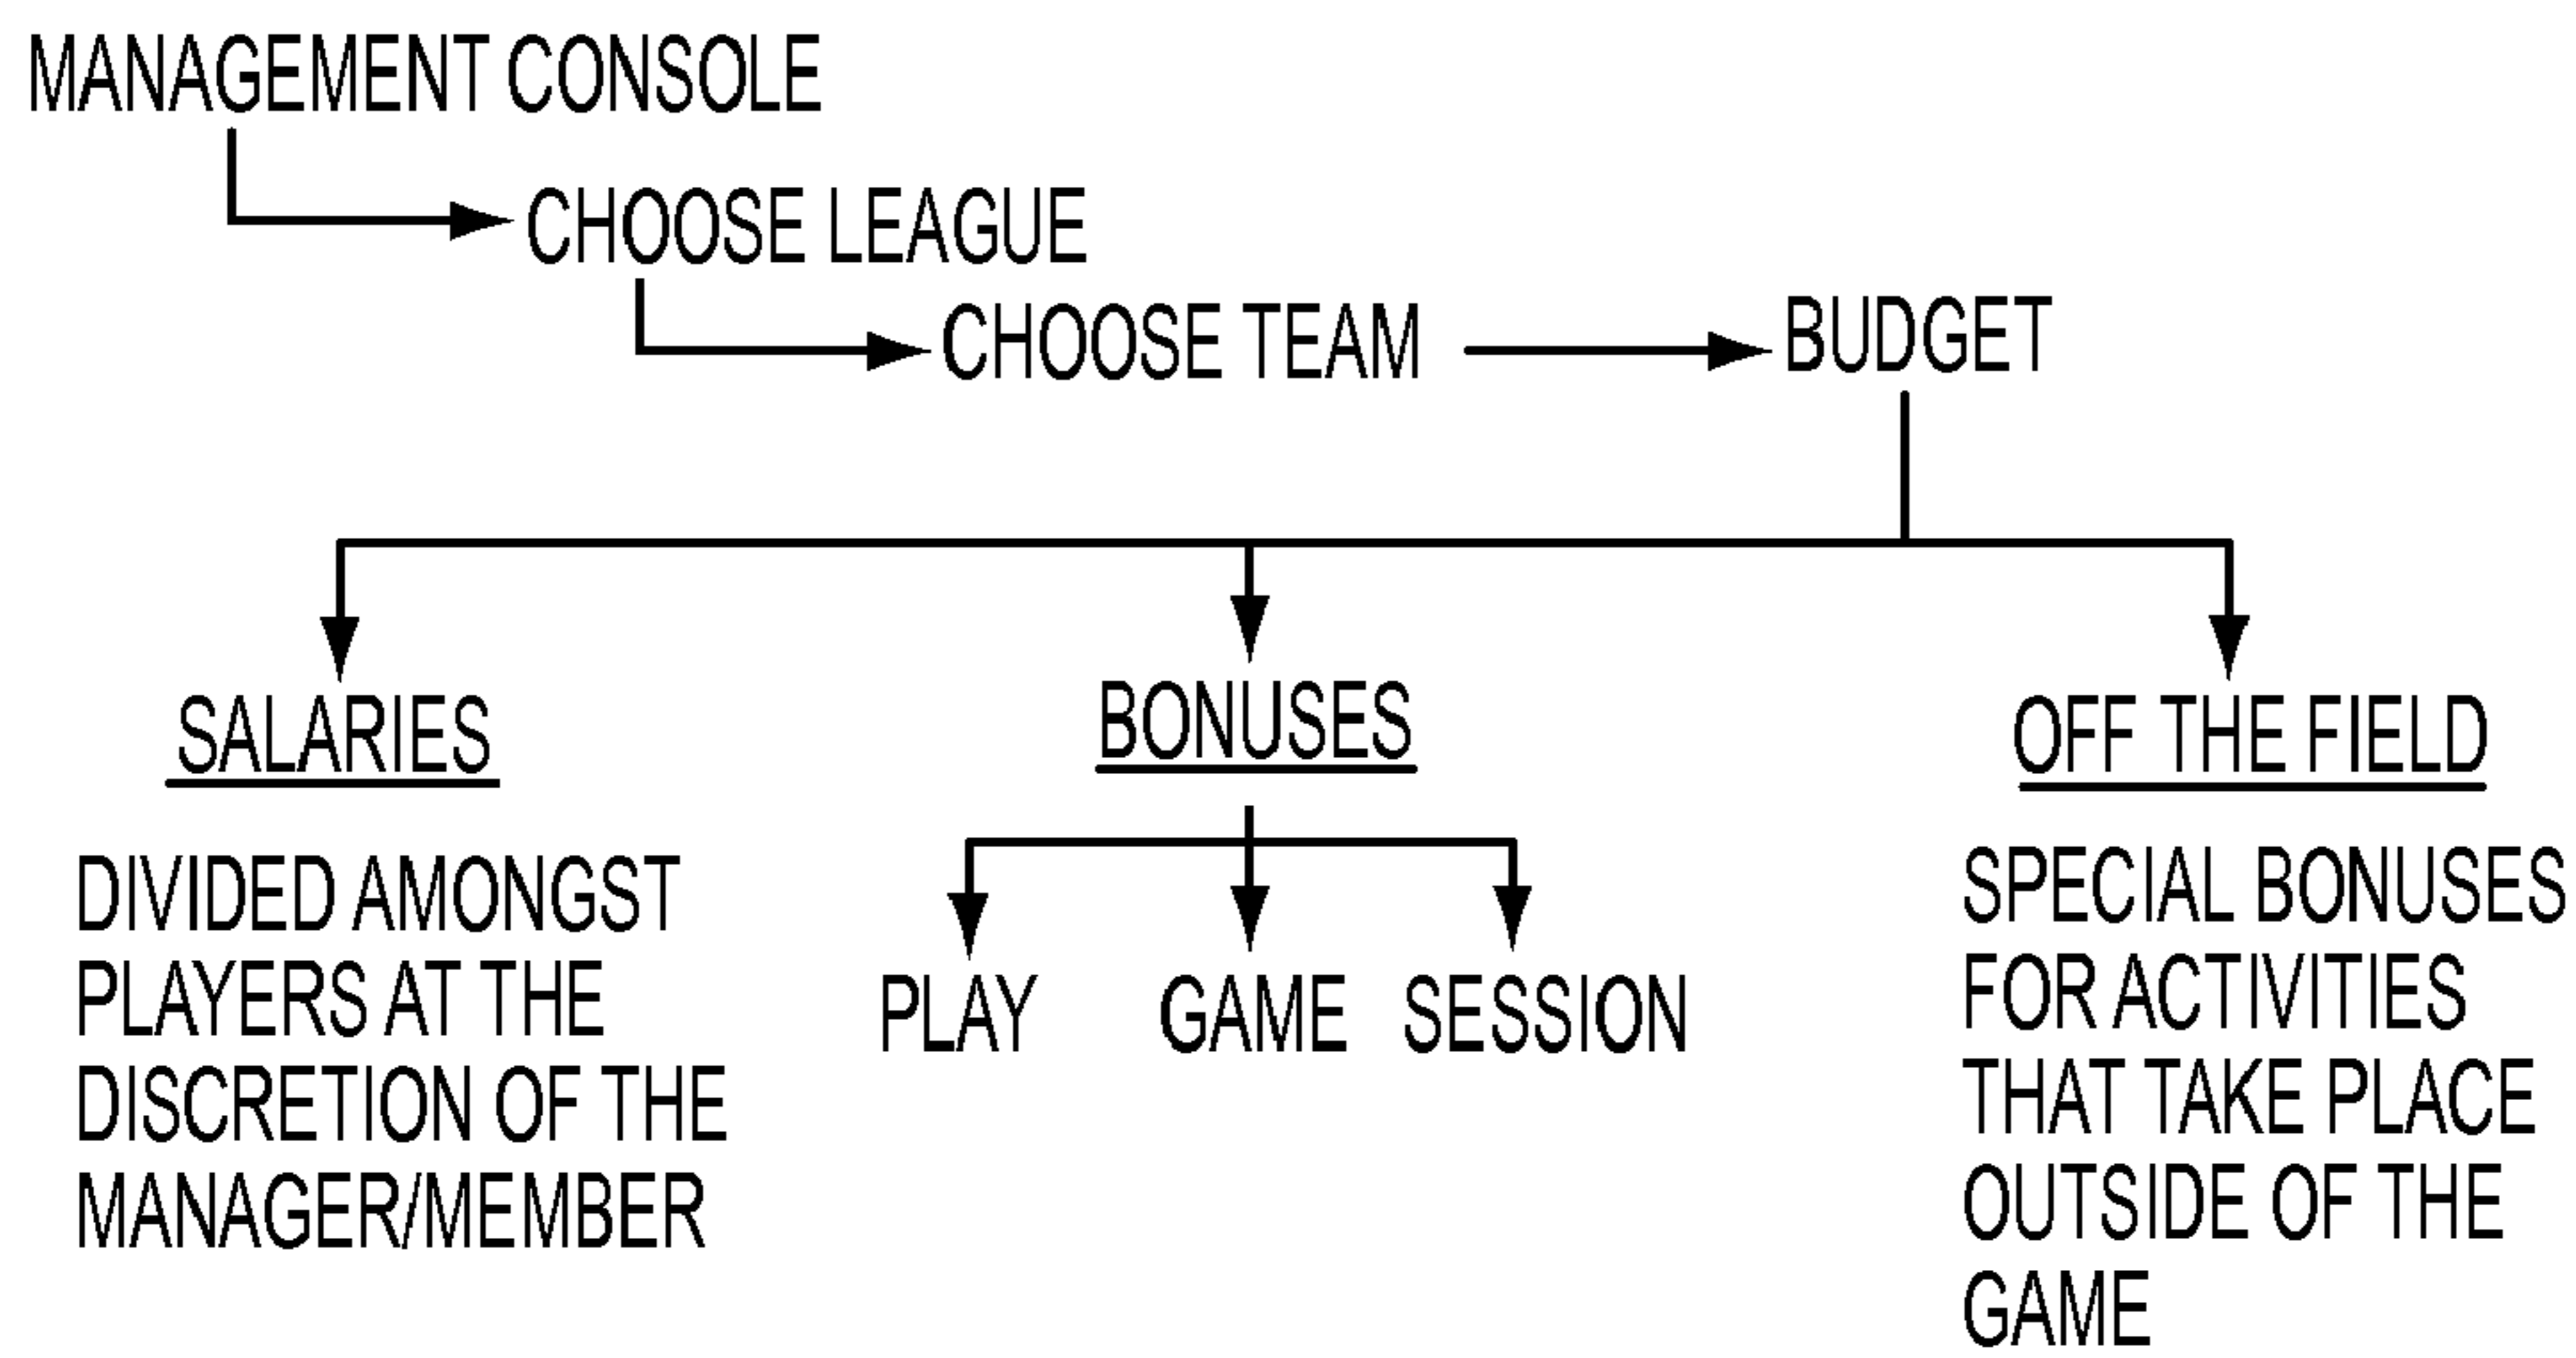 MANAGEMENT CONSOLE
CHOOSE LEAGUE
CHOOSE TEAM
BUDGET
SALARIES
DIVIDED AMONGST
PLAYERS AT THE
DISCRETION OF THE
MANAGER/MEMBER
BONUSES
PLAY
GAME
SESSION
OFF THE FIELD
SPECIAL BONUSES
FOR ACTIVITIES
THAT TAKE PLACE
OUTSIDE OF THE
GAME